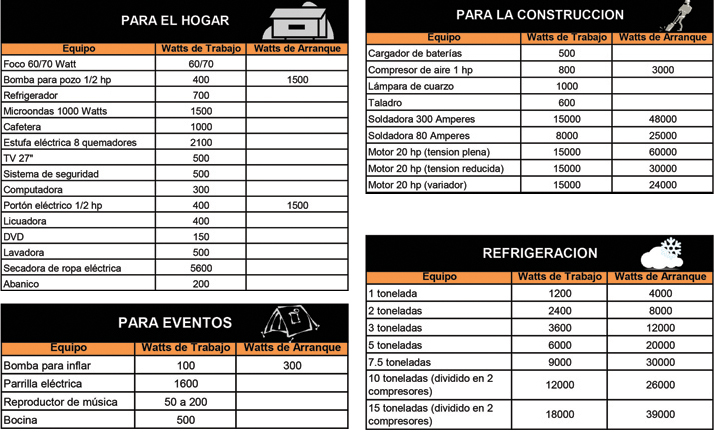 PARA EL HOGAR
Equipo Watts de Trabajo Watts de Arranque
Foco 60/70 Watt 60/70
Bomba para pozo 1/2 hp 400 1500
Refrigerador 700
Microondas 1000 Watts 1500
Cafetera 1000
Estufa eléctrica 8 quemadores 2100
TV 27" 500
Sistema de seguridad 500
Computadora 300
Portón eléctrico 1/2 hp 400 1500
Licuadora 400
DVD 150
Lavadora 500
Secadora de ropa eléctrica 5600
Abanico 200
PARA EVENTOS
Equipo Watts de Trabajo Watts de Arranque
Bomba para inflar 100 300
Parrilla eléctrica 1600
Reproductor de música 50 a 200
Bocina 500
PARA LA CONSTRUCCION
Equipo Watts de Trabajo Watts de Arranque
Cargador de baterías 500
Compresor de aire 1 hp 800 3000
Lámpara de cuarzo 1000
Taladro 600
Soldadora 300 Amperes 15000 48000
Soldadora 80 Amperes 8000 25000
Motor 20 hp (tension plena) 15000 60000
Motor 20 hp (tension reducida) 15000 30000
Motor 20 hp (variador) 15000 24000
REFRIGERACION
Equipo Watts de Trabajo Watts de Arranque
1 tonelada 1200 4000
2 toneladas 2400 8000
3 toneladas 3600 12000
5 toneladas 6000 20000
7.5 toneladas 9000 30000
10 toneladas (dividido en 2
compresores) 12000 26000
15 toneladas (dividido en 2
compresores) 18000 39000